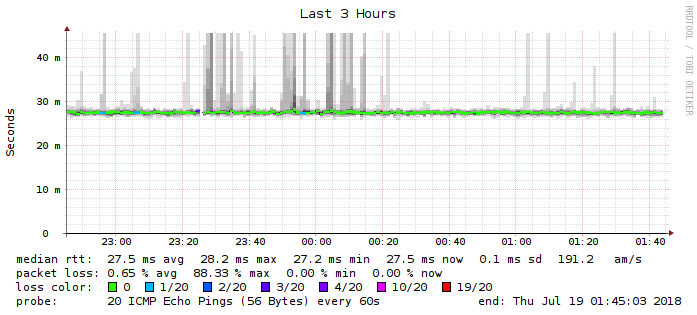 Last 3 Hours
RRDTOOL / TOBI OETIKER
Seconds
40 m
30 m
20 m
10 m
0
23:00 23:20 23:40 00:00 00:20 00:40 01:00 01:20 01:40
median rtt: 27.5 ms avg 28.2 ms max 27.2 ms min 27.5 ms now 0.1 ms sd 191.2 am/s
packet loss: 0.65 % avg 88.33 % max 0.00 % min 0.00 % now
loss color: 0 1/20 2/20 3/20 4/20 10/20 19/20
probe: 20 ICMP Echo Pings (56 Bytes) every 60s end: Thu Jul 19 01:45:03 2018